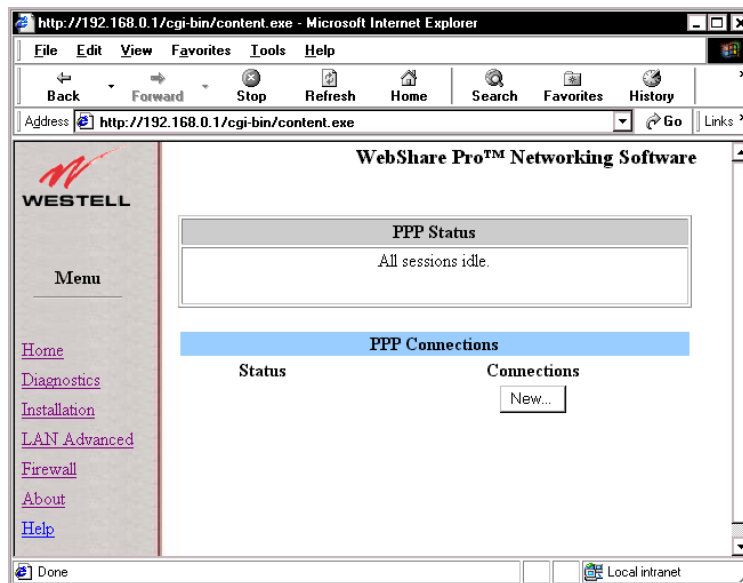 http://192.168.0.1/cgi-bin/content.exe - Microsoft Internet Explorer
File Edit View Favorites Tools Help
Back Forward Stop Refresh Home Search Favorites History
Address http://192.168.0.1/cgi-bin/content.exe Go Links
WESTELL
WebShare Pro™ Networking Software
PPP Status
All sessions idle.
Menu
PPP Connections
Status Connections
New...
Home
Diagnostics
Installation
LAN Advanced
Firewall
About
Help
Done Local intranet